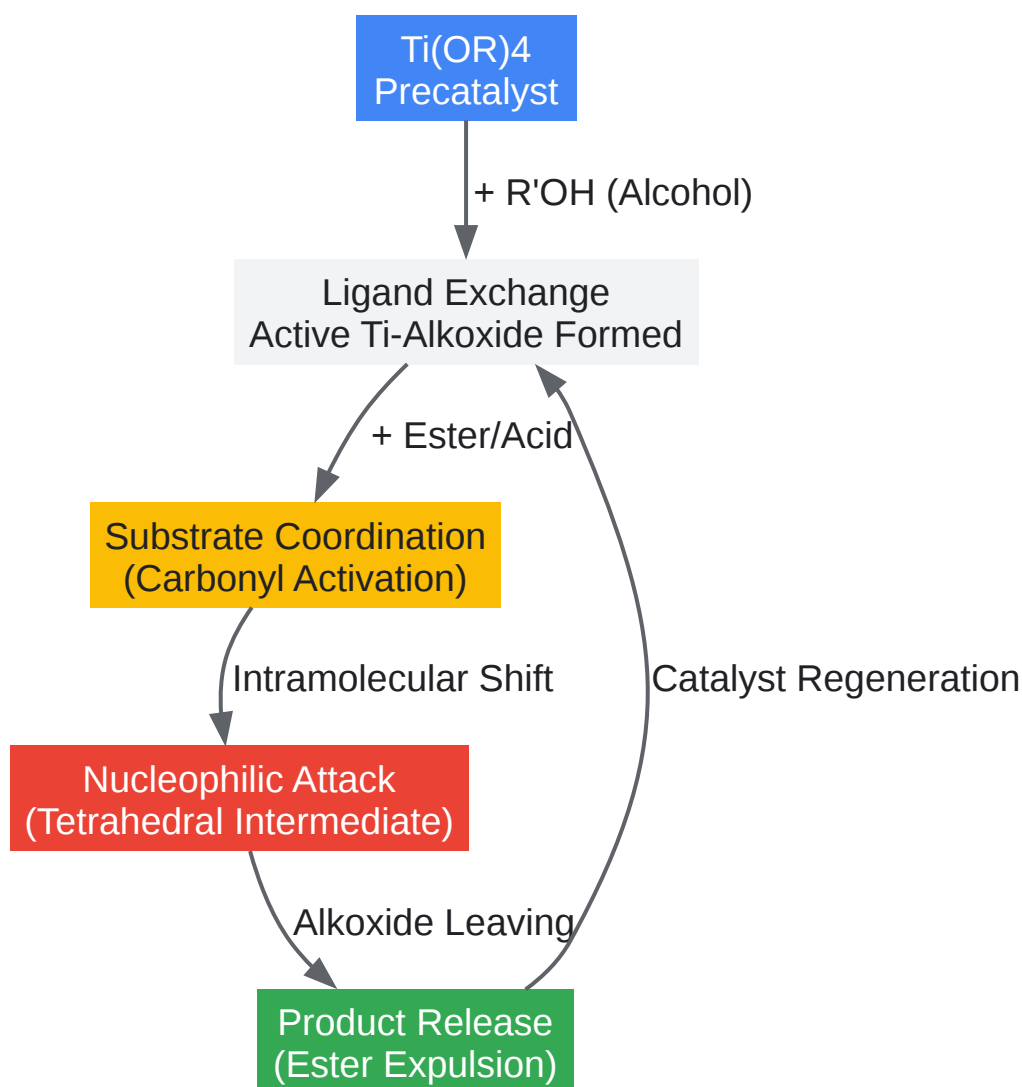 Ti(OR)4
Precatalyst
+ R'OH (Alcohol)
Ligand Exchange
Active Ti-Alkoxide Formed
+ Ester/Acid
Substrate Coordination
(Carbonyl Activation)
Intramolecular Shift
Catalyst Regeneration
Nucleophilic Attack
(Tetrahedral Intermediate)
Alkoxide Leaving
Product Release
(Ester Expulsion)